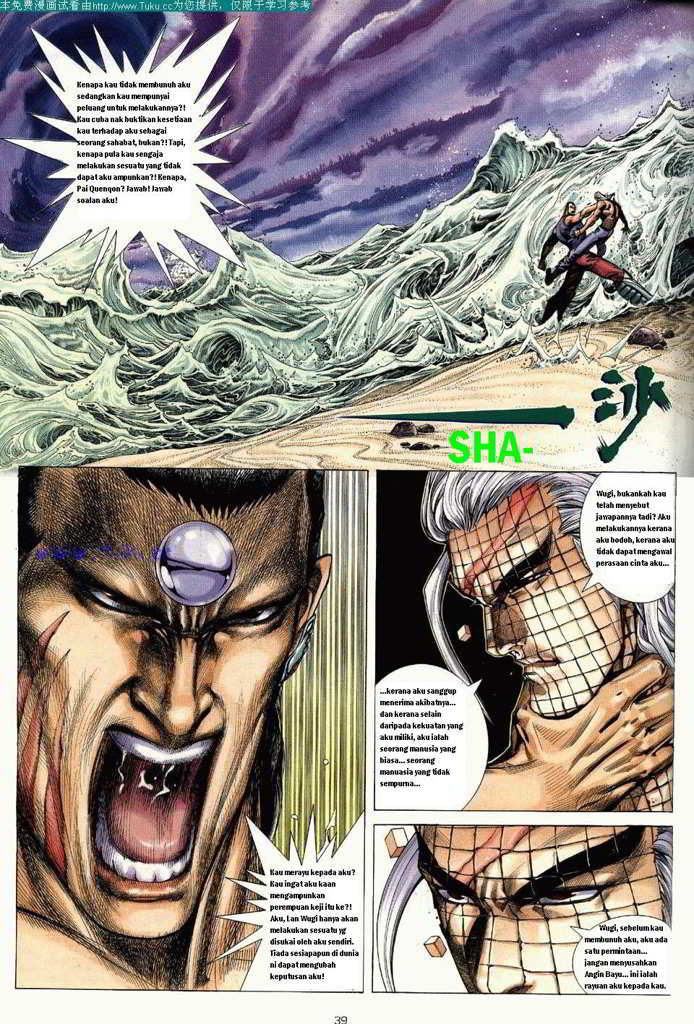 本免费漫画试看由http://www.Tuku.cc为您提供，仅限于学习参考
Kenapa kau tidak membunuh aku
sedangkan kau mempunyai
peluang untuk melakukannya?!
Kau cuba nak buktikan kesetiaan
kau terhadap aku sebagai
seorang sahabat, bukan?! Tapi,
kenapa pula kau sengaja
melakukan sesuatu yang tidak
dapat aku ampunkan?! Kenapa,
Pai Quenqon? Jawab! Jawab
soalan aku!
沙
SHA-
Wugi, bukankah kau
telah menyebut
jawapannya tadi? Aku
melakukannya kerana
aku bodoh, kerana aku
tidak dapat mengawal
perasaan cinta aku...
...kerana aku sanggup
menerima akibatnya...
dan kerana selain
daripada kekuatan yang
aku miliki, aku ialah
seorang manusia yang
biasa... seorang
manuasia yang tidak
sempurna...
Kau merayu kepada aku?
Kau ingat aku kaan
mengampunkan
perempuan keji itu ke?!
Aku, Lan Wugi hanya akan
melakukan sesuatu yg
disukai oleh aku sendiri.
Tiada sesiapapun di dunia
ni dapat mengubah
keputusan aku!
Wugi, sebelum kau
membunuh aku, aku ada
satu permintaan...
jangan menyusahkan
Angin Bayu... ini ialah
rayuan aku kepada kau.
39